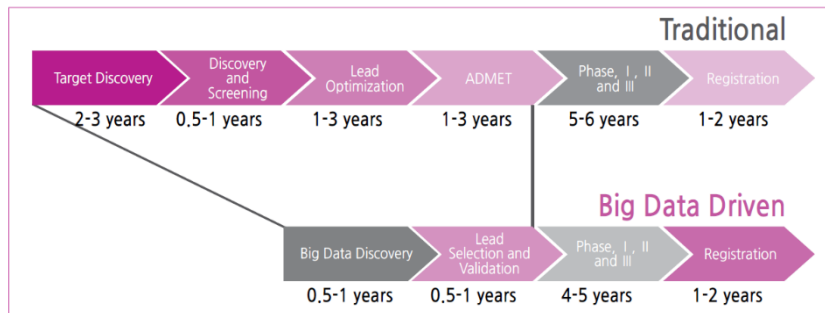 Traditional
Target Discovery
Discovery
and
Screening
Lead
Optimization
ADMET
Phase, I , II
and III
Registration
2-3 years
0.5-1 years
1-3 years
1-3 years
5-6 years
1-2 years
Big Data Driven
Big Data Discovery
Lead
Selection and
Validation
Phase, I , II
and III
Registration
0.5-1 years
0.5-1 years
4-5 years
1-2 years